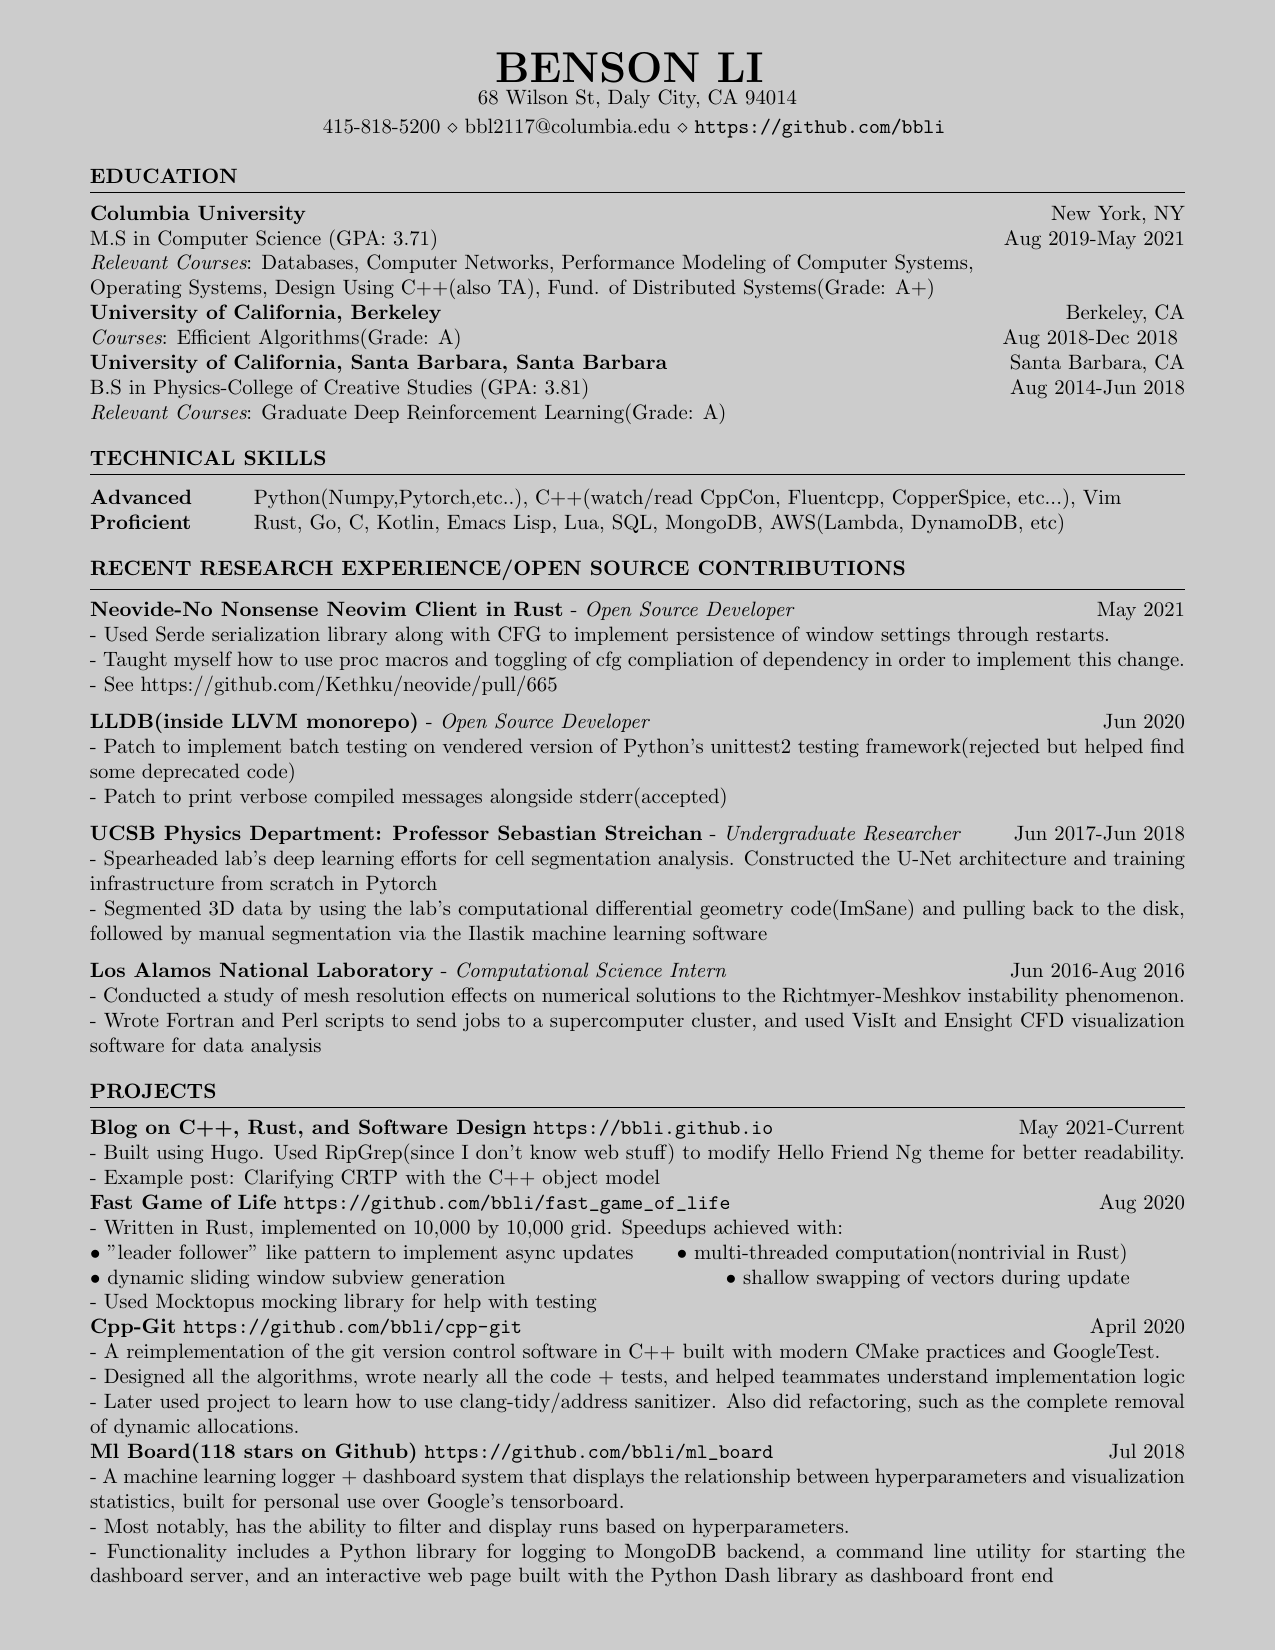 BENSON LI
68 Wilson St, Daly City, CA 94014
415-818-5200 ⋄ bbl2117@columbia.edu ⋄ https://github.com/bbli
EDUCATION
Columbia University New York, NY
M.S in Computer Science (GPA: 3.71) Aug 2019-May 2021
Relevant Courses: Databases, Computer Networks, Performance Modeling of Computer Systems,
Operating Systems, Design Using C++(also TA), Fund. of Distributed Systems(Grade: A+)
University of California, Berkeley Berkeley, CA
Courses: Efficient Algorithms(Grade: A) Aug 2018-Dec 2018
University of California, Santa Barbara, Santa Barbara Santa Barbara, CA
B.S in Physics-College of Creative Studies (GPA: 3.81) Aug 2014-Jun 2018
Relevant Courses: Graduate Deep Reinforcement Learning(Grade: A)
TECHNICAL SKILLS
Advanced Python(Numpy,Pytorch,etc..), C++(watch/read CppCon, Fluentcpp, CopperSpice, etc...), Vim
Proficient Rust, Go, C, Kotlin, Emacs Lisp, Lua, SQL, MongoDB, AWS(Lambda, DynamoDB, etc)
RECENT RESEARCH EXPERIENCE/OPEN SOURCE CONTRIBUTIONS
Neovide-No Nonsense Neovim Client in Rust - Open Source Developer May 2021
- Used Serde serialization library along with CFG to implement persistence of window settings through restarts.
- Taught myself how to use proc macros and toggling of cfg compliation of dependency in order to implement this change.
- See https://github.com/Kethku/neovide/pull/665
LLDB(inside LLVM monorepo) - Open Source Developer Jun 2020
- Patch to implement batch testing on vendered version of Python's unittest2 testing framework(rejected but helped find
some deprecated code)
- Patch to print verbose compiled messages alongside stderr(accepted)
UCSB Physics Department: Professor Sebastian Streichan - Undergraduate Researcher Jun 2017-Jun 2018
- Spearheaded lab's deep learning efforts for cell segmentation analysis. Constructed the U-Net architecture and training
infrastructure from scratch in Pytorch
- Segmented 3D data by using the lab's computational differential geometry code(ImSane) and pulling back to the disk,
followed by manual segmentation via the Ilastik machine learning software
Los Alamos National Laboratory - Computational Science Intern Jun 2016-Aug 2016
- Conducted a study of mesh resolution effects on numerical solutions to the Richtmyer-Meshkov instability phenomenon.
- Wrote Fortran and Perl scripts to send jobs to a supercomputer cluster, and used VisIt and Ensight CFD visualization
software for data analysis
PROJECTS
Blog on C++, Rust, and Software Design https://bbli.github.io May 2021-Current
- Built using Hugo. Used RipGrep(since I don't know web stuff) to modify Hello Friend Ng theme for better readability.
- Example post: Clarifying CRTP with the C++ object model
Fast Game of Life https://github.com/bbli/fast_game_of_life Aug 2020
- Written in Rust, implemented on 10,000 by 10,000 grid. Speedups achieved with:
• "leader follower" like pattern to implement async updates • multi-threaded computation(nontrivial in Rust)
• dynamic sliding window subview generation • shallow swapping of vectors during update
- Used Mocktopus mocking library for help with testing
Cpp-Git https://github.com/bbli/cpp-git April 2020
- A reimplementation of the git version control software in C++ built with modern CMake practices and GoogleTest.
- Designed all the algorithms, wrote nearly all the code + tests, and helped teammates understand implementation logic
- Later used project to learn how to use clang-tidy/address sanitizer. Also did refactoring, such as the complete removal
of dynamic allocations.
Ml Board(118 stars on Github) https://github.com/bbli/ml_board Jul 2018
- A machine learning logger + dashboard system that displays the relationship between hyperparameters and visualization
statistics, built for personal use over Google's tensorboard.
- Most notably, has the ability to filter and display runs based on hyperparameters.
- Functionality includes a Python library for logging to MongoDB backend, a command line utility for starting the
dashboard server, and an interactive web page built with the Python Dash library as dashboard front end